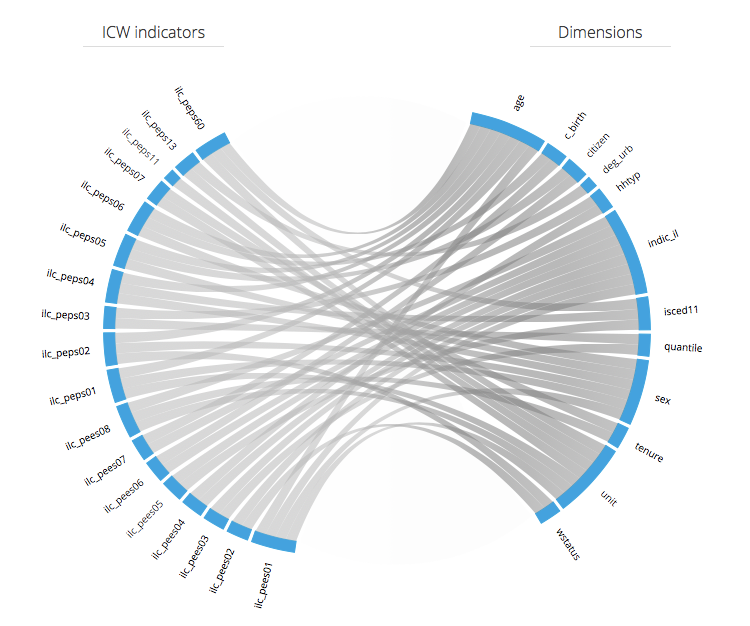 ICW indicators
Dimensions
ilc_peps60
ilc_peps13
ilc_peps11
ilc_peps07
ilc_peps06
ilc_peps05
ilc_peps04
ilc_peps03
ilc_peps02
ilc_peps01
ilc_pees08
ilc_pees07
ilc_pees06
ilc_pees05
ilc_pees04
ilc_pees03
ilc_pees02
ilc_pees01
age
c_birth
citizen
deg_urb
hhtyp
indic_il
isced11
quantile
sex
tenure
unit
wstatus